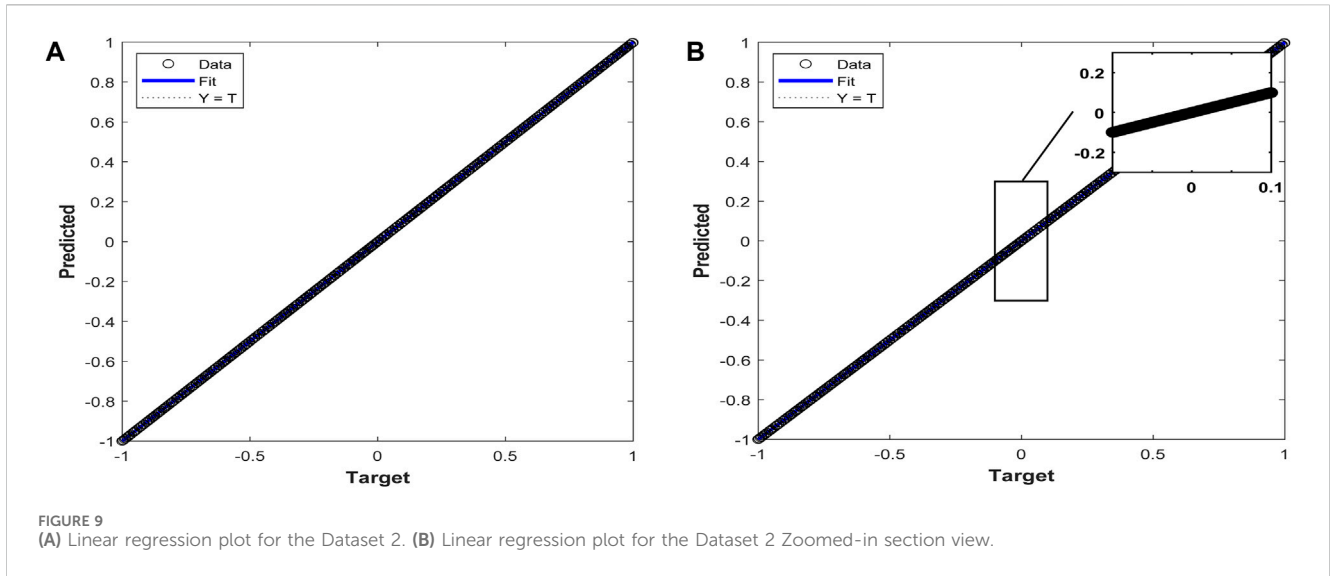 A
1
0.8
0.6
0.4
0.2
0
-0.2
-0.4
-0.6
-0.8
-1
Predicted
Data
Fit
Y = T
-1 -0.5 0 0.5 1
Target
B
1
0.8
0.6
0.4
0.2
0
-0.2
-0.4
-0.6
-0.8
-1
Predicted
Data
Fit
Y = T
0.2
0
-0.2
0 0.1
-1 -0.5 0 0.5 1
Target
FIGURE 9
(A) Linear regression plot for the Dataset 2. (B) Linear regression plot for the Dataset 2 Zoomed-in section view.